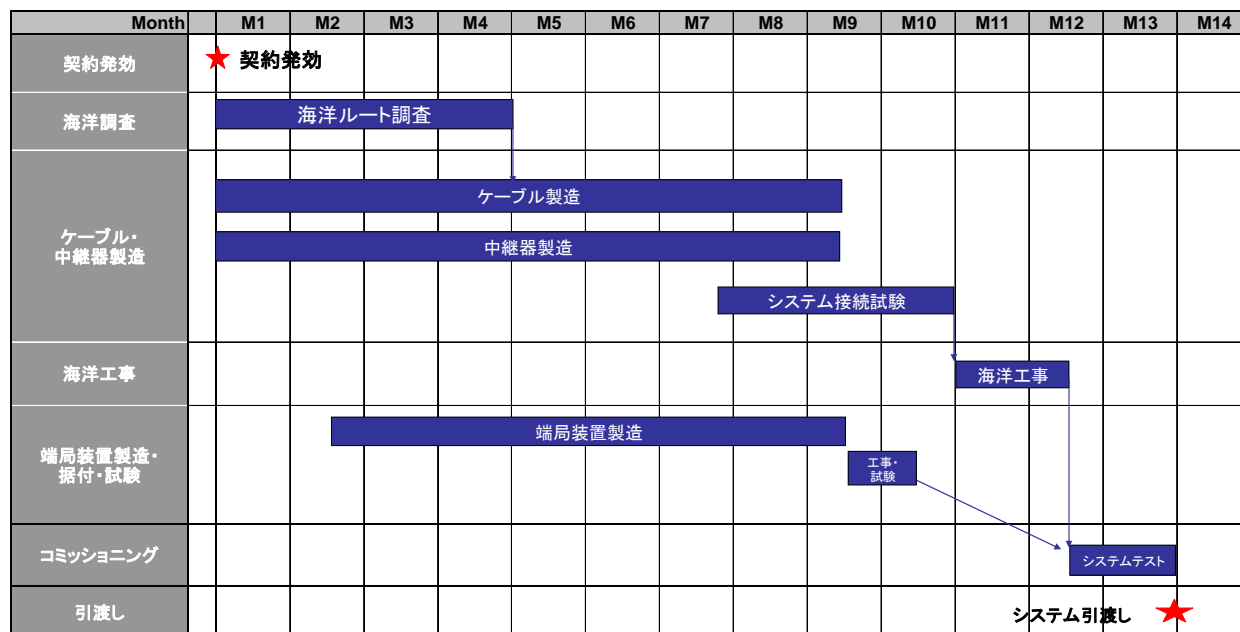 Month M1 M2 M3 M4 M5 M6 M7 M8 M9 M10 M11 M12 M13 M14
契約発効
契約発効
海洋調査
海洋ルート調査
ケーブル・
中継器製造
ケーブル製造
中継器製造
システム接続試験
海洋工事
海洋工事
端局装置製造・
据付・試験
端局装置製造
工事・
試験
コミッショニング
システムテスト
引渡し
システム引渡し